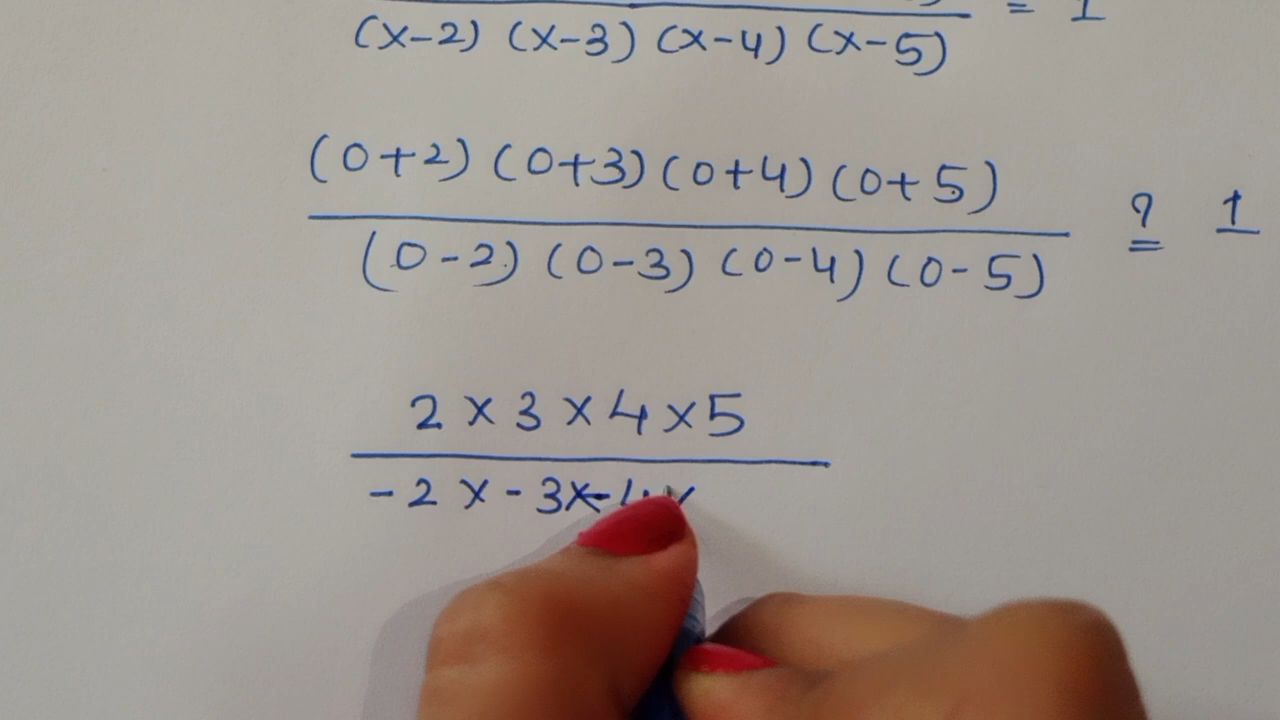 (x-2) (x-3) (x-4) (x-5) = 1
(0+2) (0+3) (0+4) (0+5)
(0-2) (0-3) (0-4) (0-5) ? = 1
2 x 3 x 4 x 5
-2 x -3 x -4 x